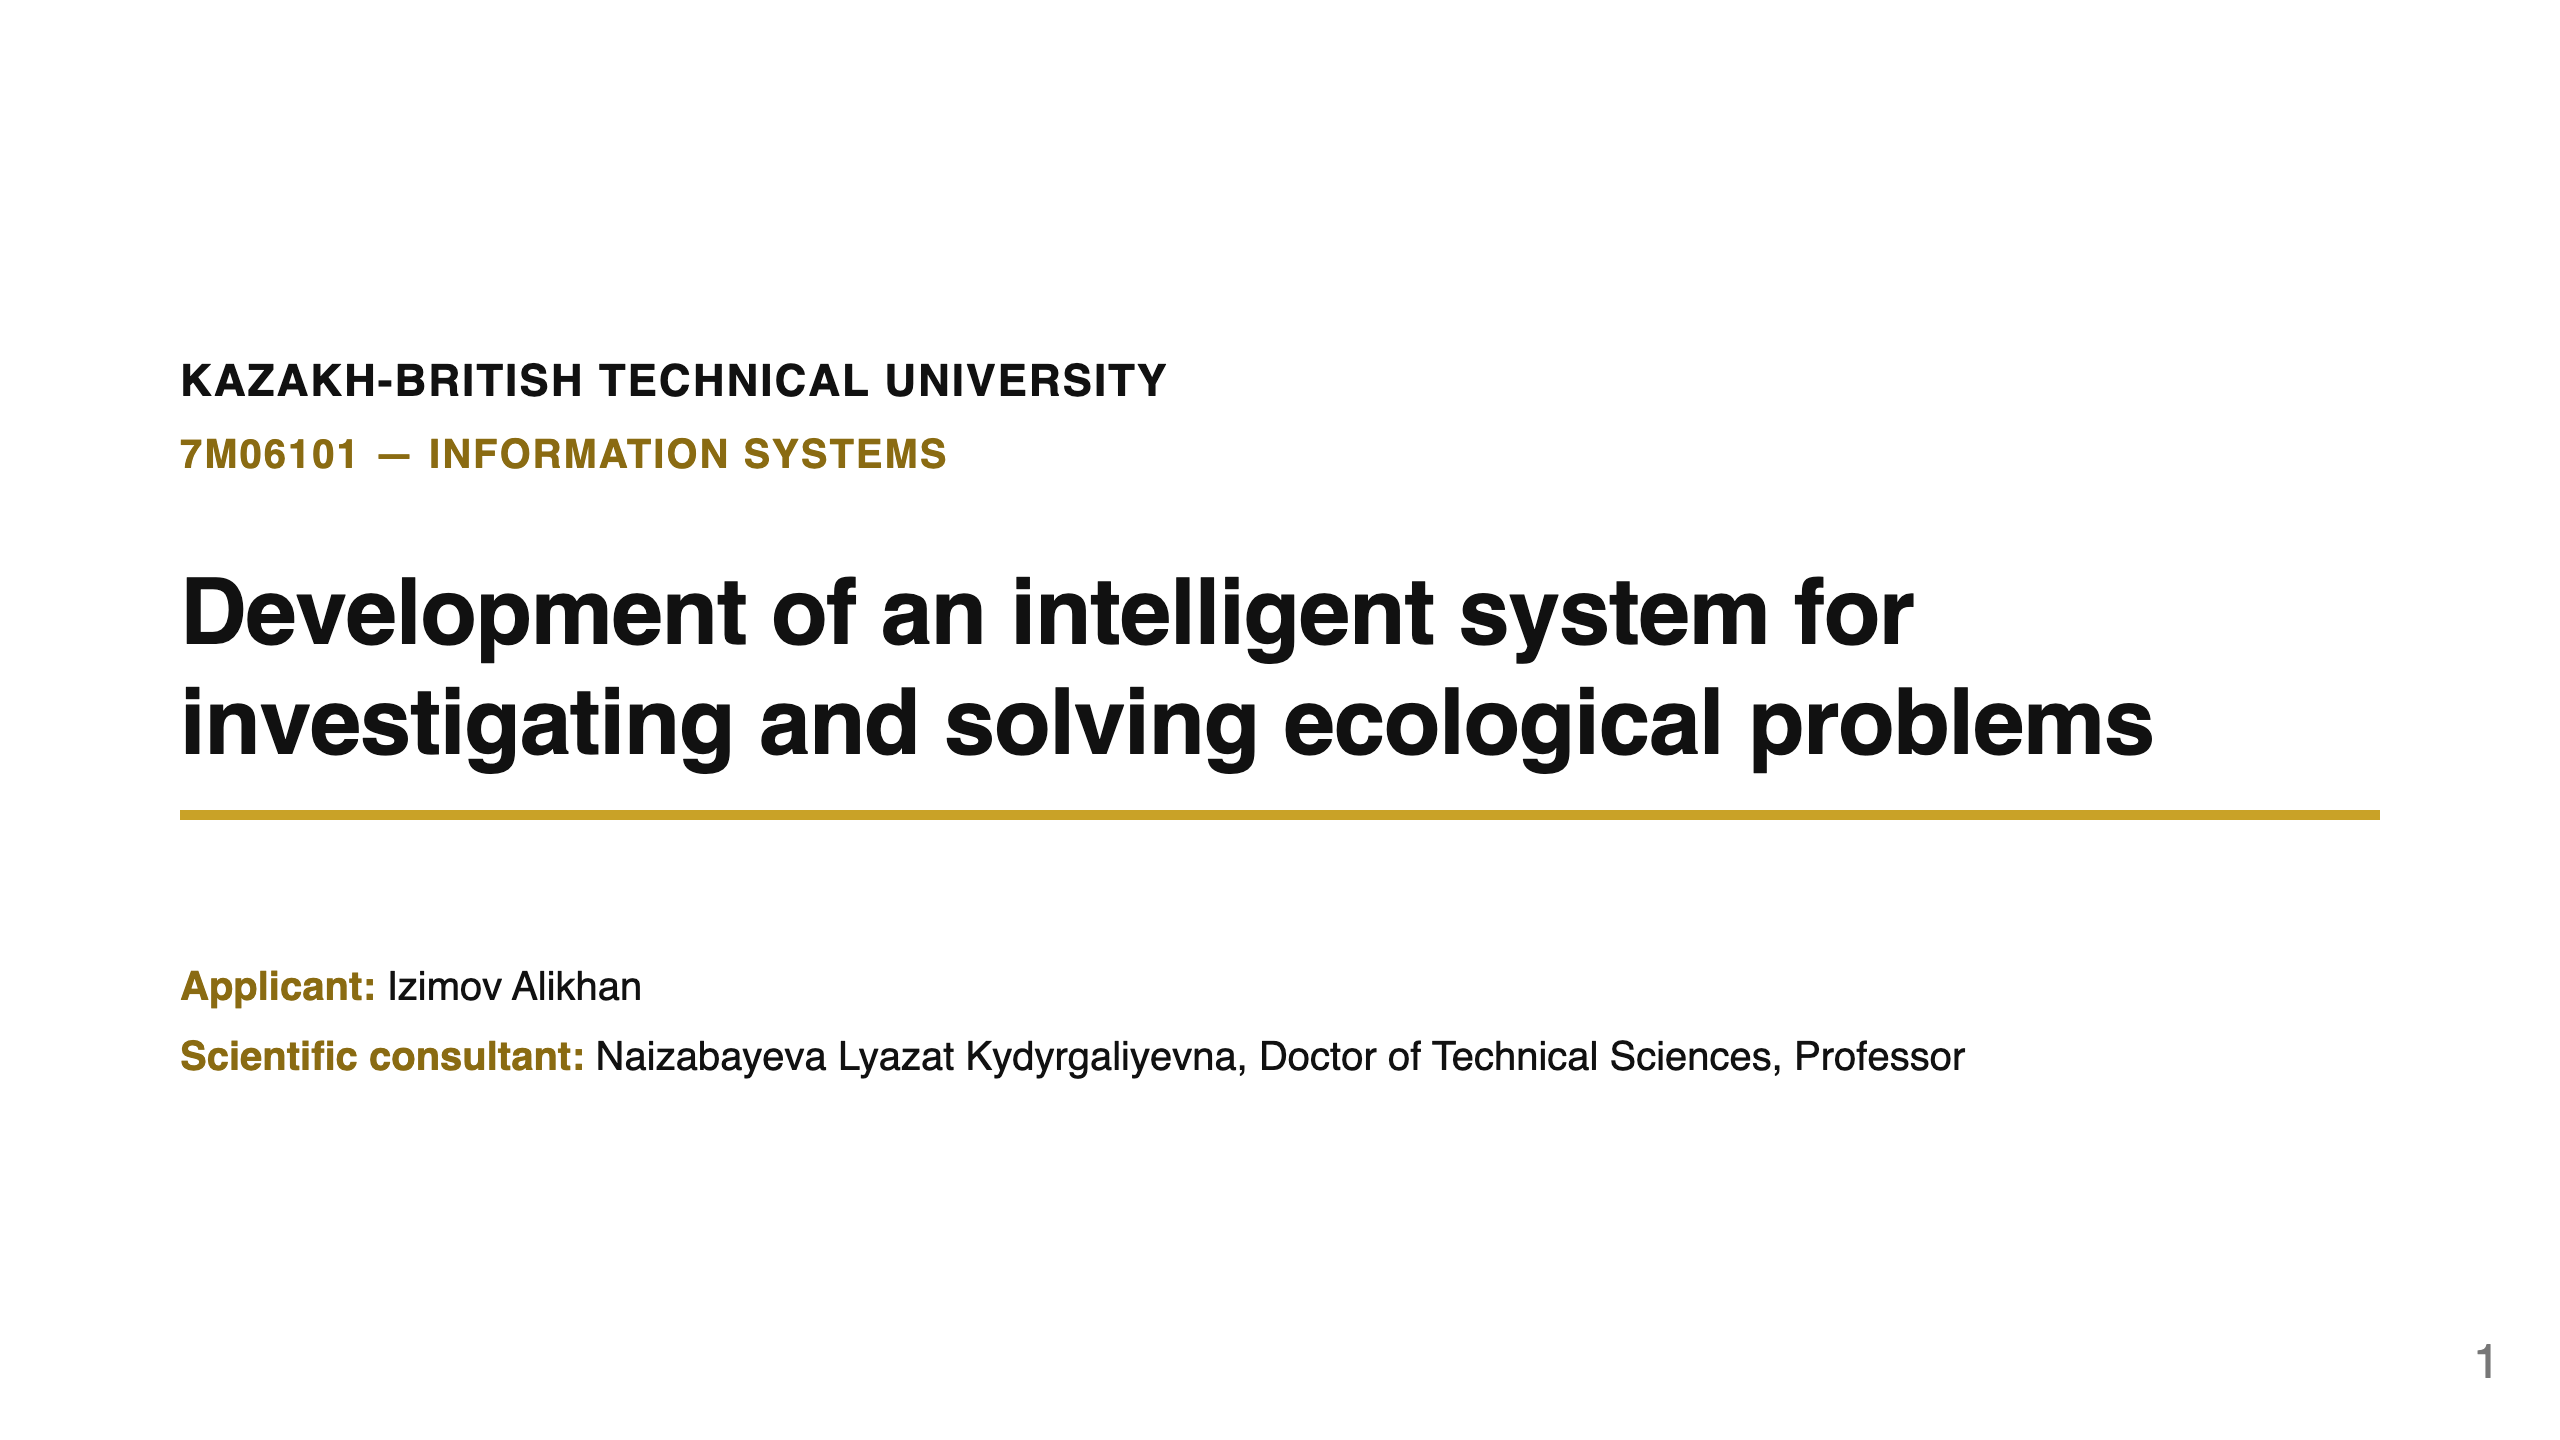 KAZAKH-BRITISH TECHNICAL UNIVERSITY
7M06101 — INFORMATION SYSTEMS
Development of an intelligent system for
investigating and solving ecological problems
Applicant: Izimov Alikhan
Scientific consultant: Naizabayeva Lyazat Kydyrgaliyevna, Doctor of Technical Sciences, Professor
1